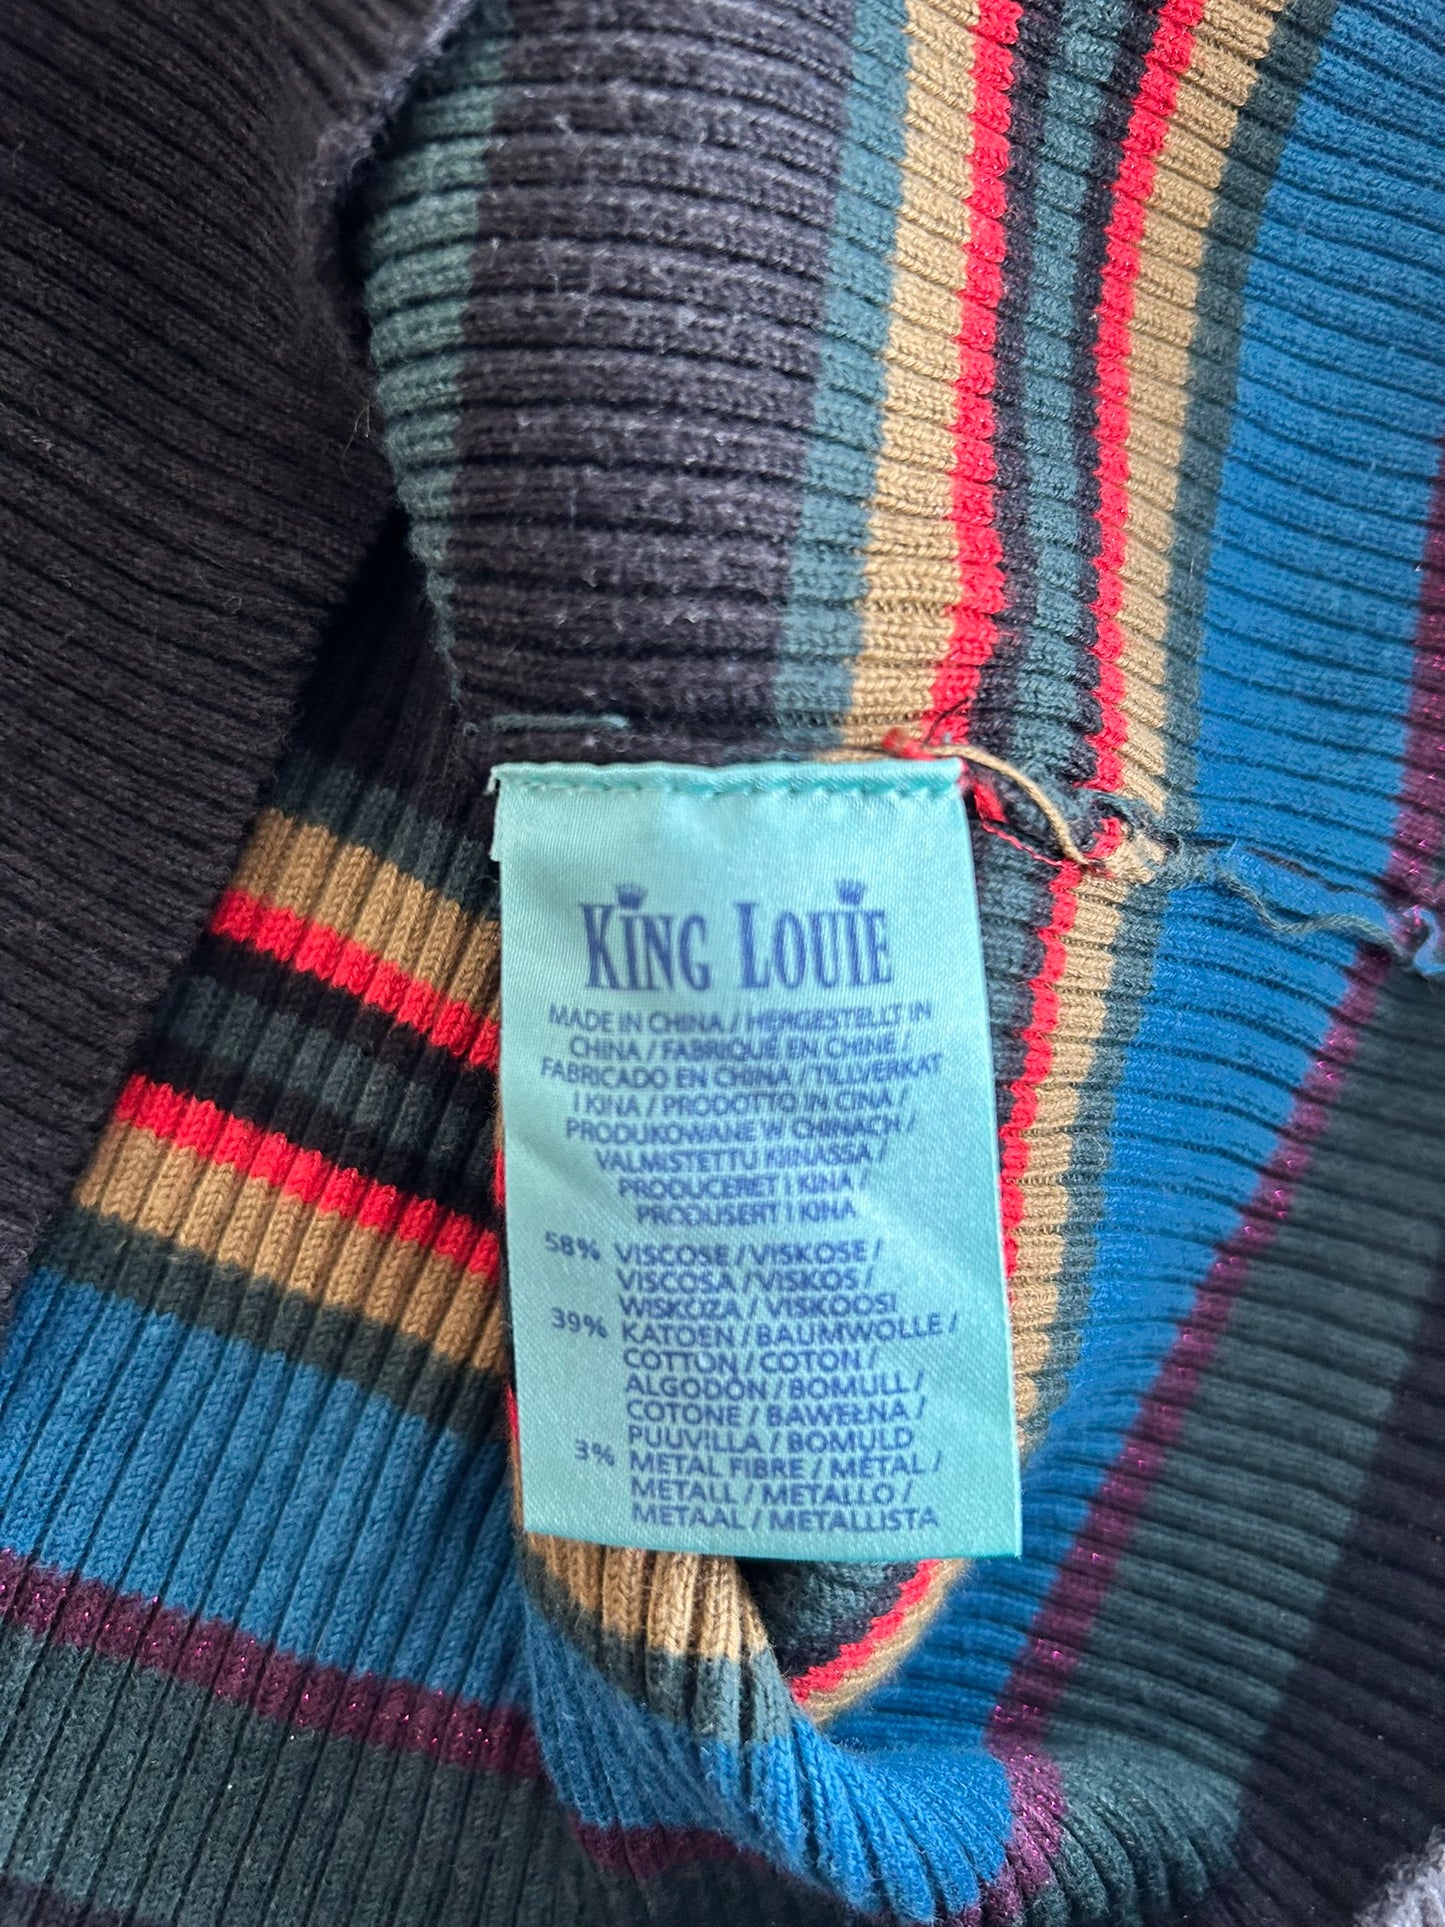 KING LOUIE
MADE IN CHINA / HERGESTELLT IN
CHINA / FABRIQUE EN CHINE /
FABRICADO EN CHINA / TILLVERKAT
I KINA / PRODOTTO IN CINA /
PRODUKOWANE W CHINACH /
VALMISTETTU KIINASSA /
PRODUCERET I KINA /
PRODUSERT I KINA
58% VISCOSE / VISKOSE /
VISCOSA / VISKOS /
WISKOZA / VISKOOSI
39% KATOEN / BAUMWOLLE /
COTTON / COTON /
ALGODÓN / BOMULL /
COTONE / BAWEŁNA /
PUUVILLA / BOMULD
3% METAL FIBRE / MÉTAL /
METALL / METALLO /
METAAL / METALLISTA